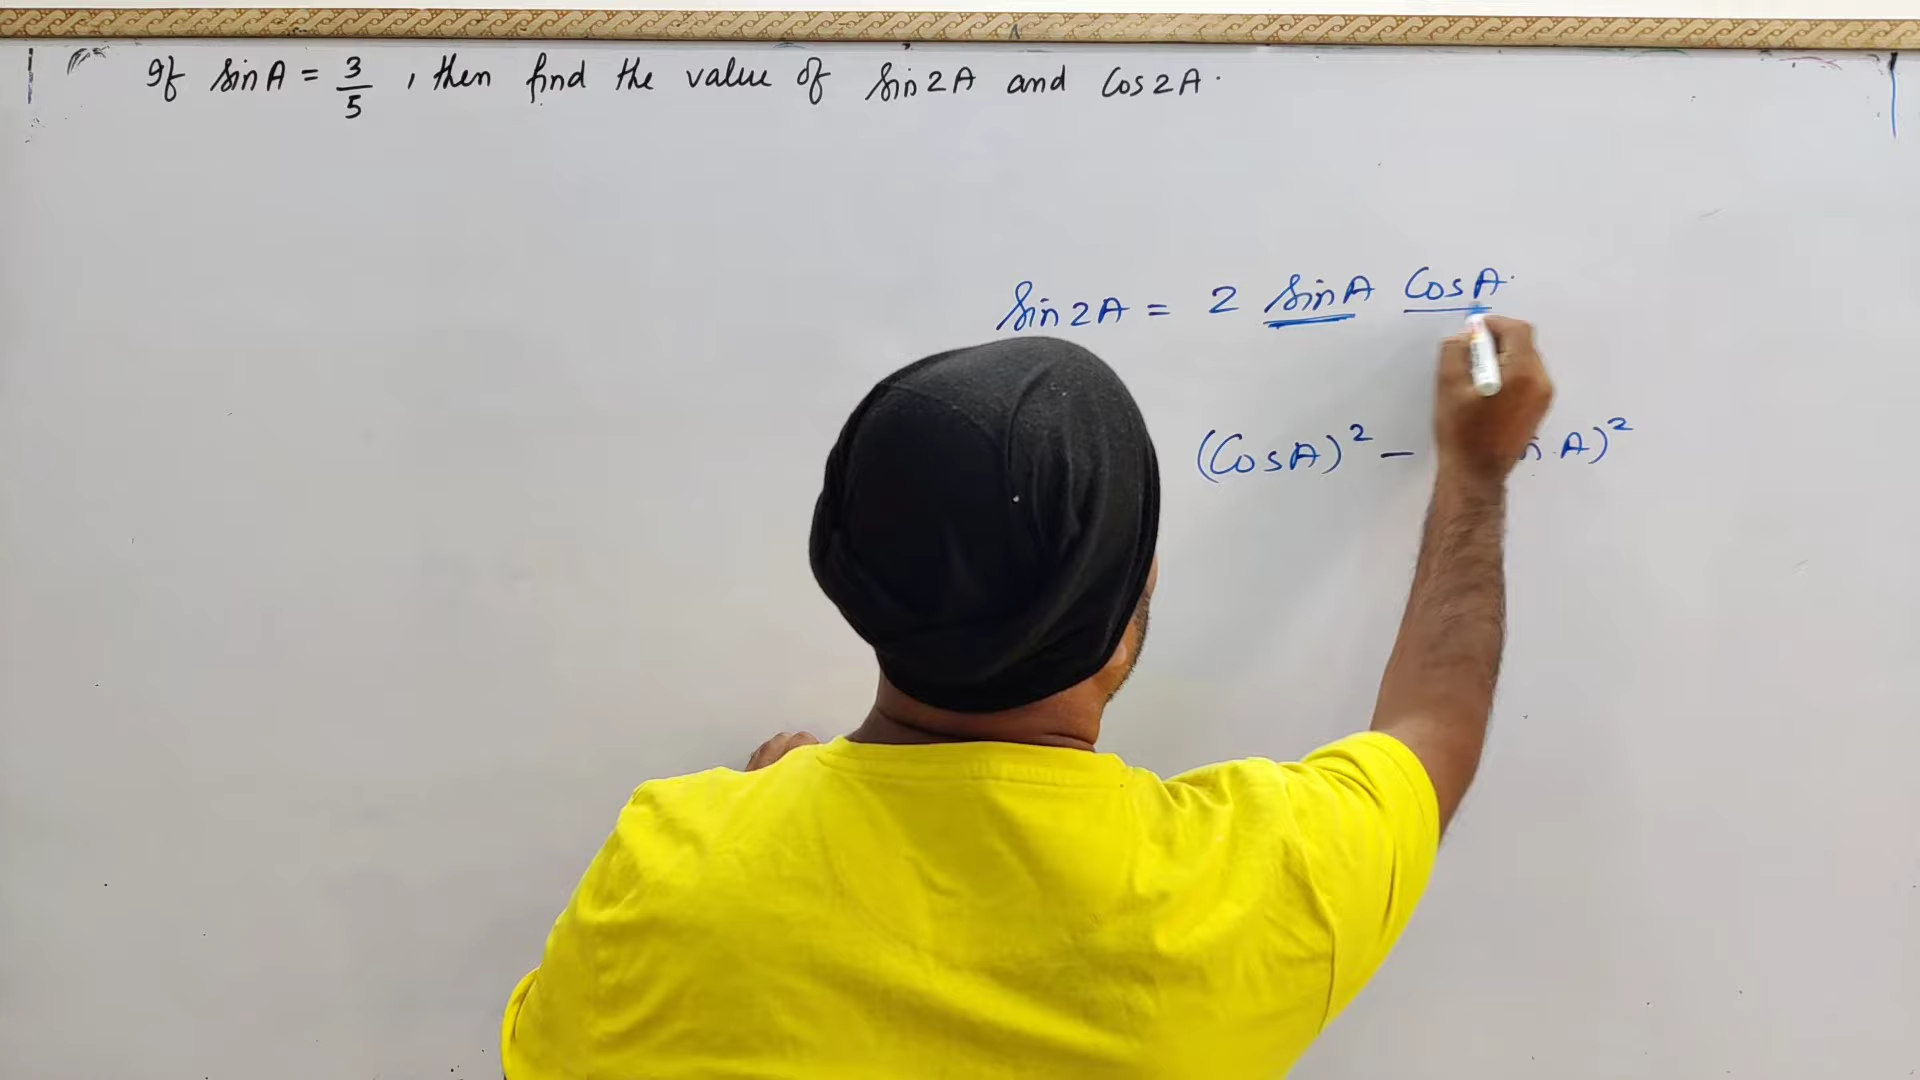 If sin A = 3/5, then find the value of sin 2A and Cos 2A.
sin 2A = 2 sin A Cos A.
(Cos A)² - A)²